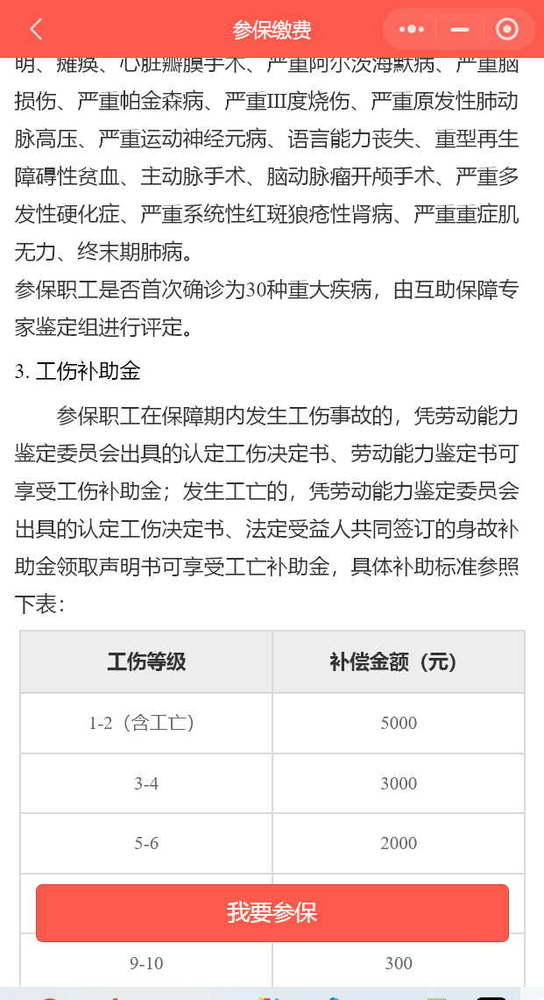 参保缴费
明、瘫痪、心脏瓣膜手术、严重阿尔茨海默病、严重脑
损伤、严重帕金森病、严重III度烧伤、严重原发性肺动
脉高压、严重运动神经元病、语言能力丧失、重型再生
障碍性贫血、主动脉手术、脑动脉瘤开颅手术、严重多
发性硬化症、严重系统性红斑狼疮性肾病、严重重症肌
无力、终末期肺病。
参保职工是否首次确诊为30种重大疾病，由互助保障专
家鉴定组进行评定。
3. 工伤补助金
参保职工在保障期内发生工伤事故的，凭劳动能力
鉴定委员会出具的认定工伤决定书、劳动能力鉴定书可
享受工伤补助金；发生工亡的，凭劳动能力鉴定委员会
出具的认定工伤决定书、法定受益人共同签订的身故补
助金领取声明书可享受工亡补助金，具体补助标准参照
下表：
工伤等级 补偿金额（元）
1-2（含工亡） 5000
3-4 3000
5-6 2000
我要参保
9-10 300